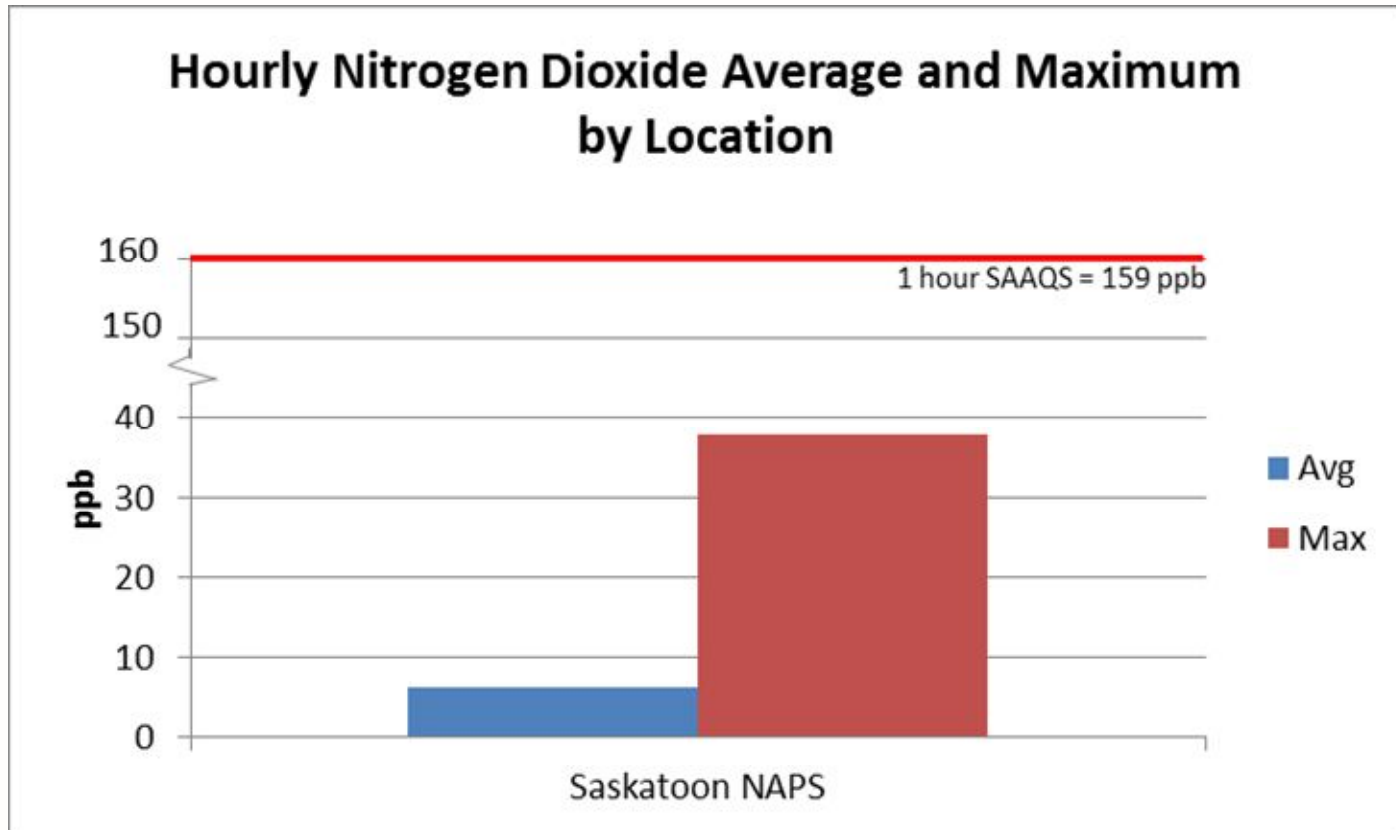 Hourly Nitrogen Dioxide Average and Maximum
by Location
160
1 hour SAAQS = 159 ppb
150
40
30
20
10
0
ppb
Avg
Max
Saskatoon NAPS